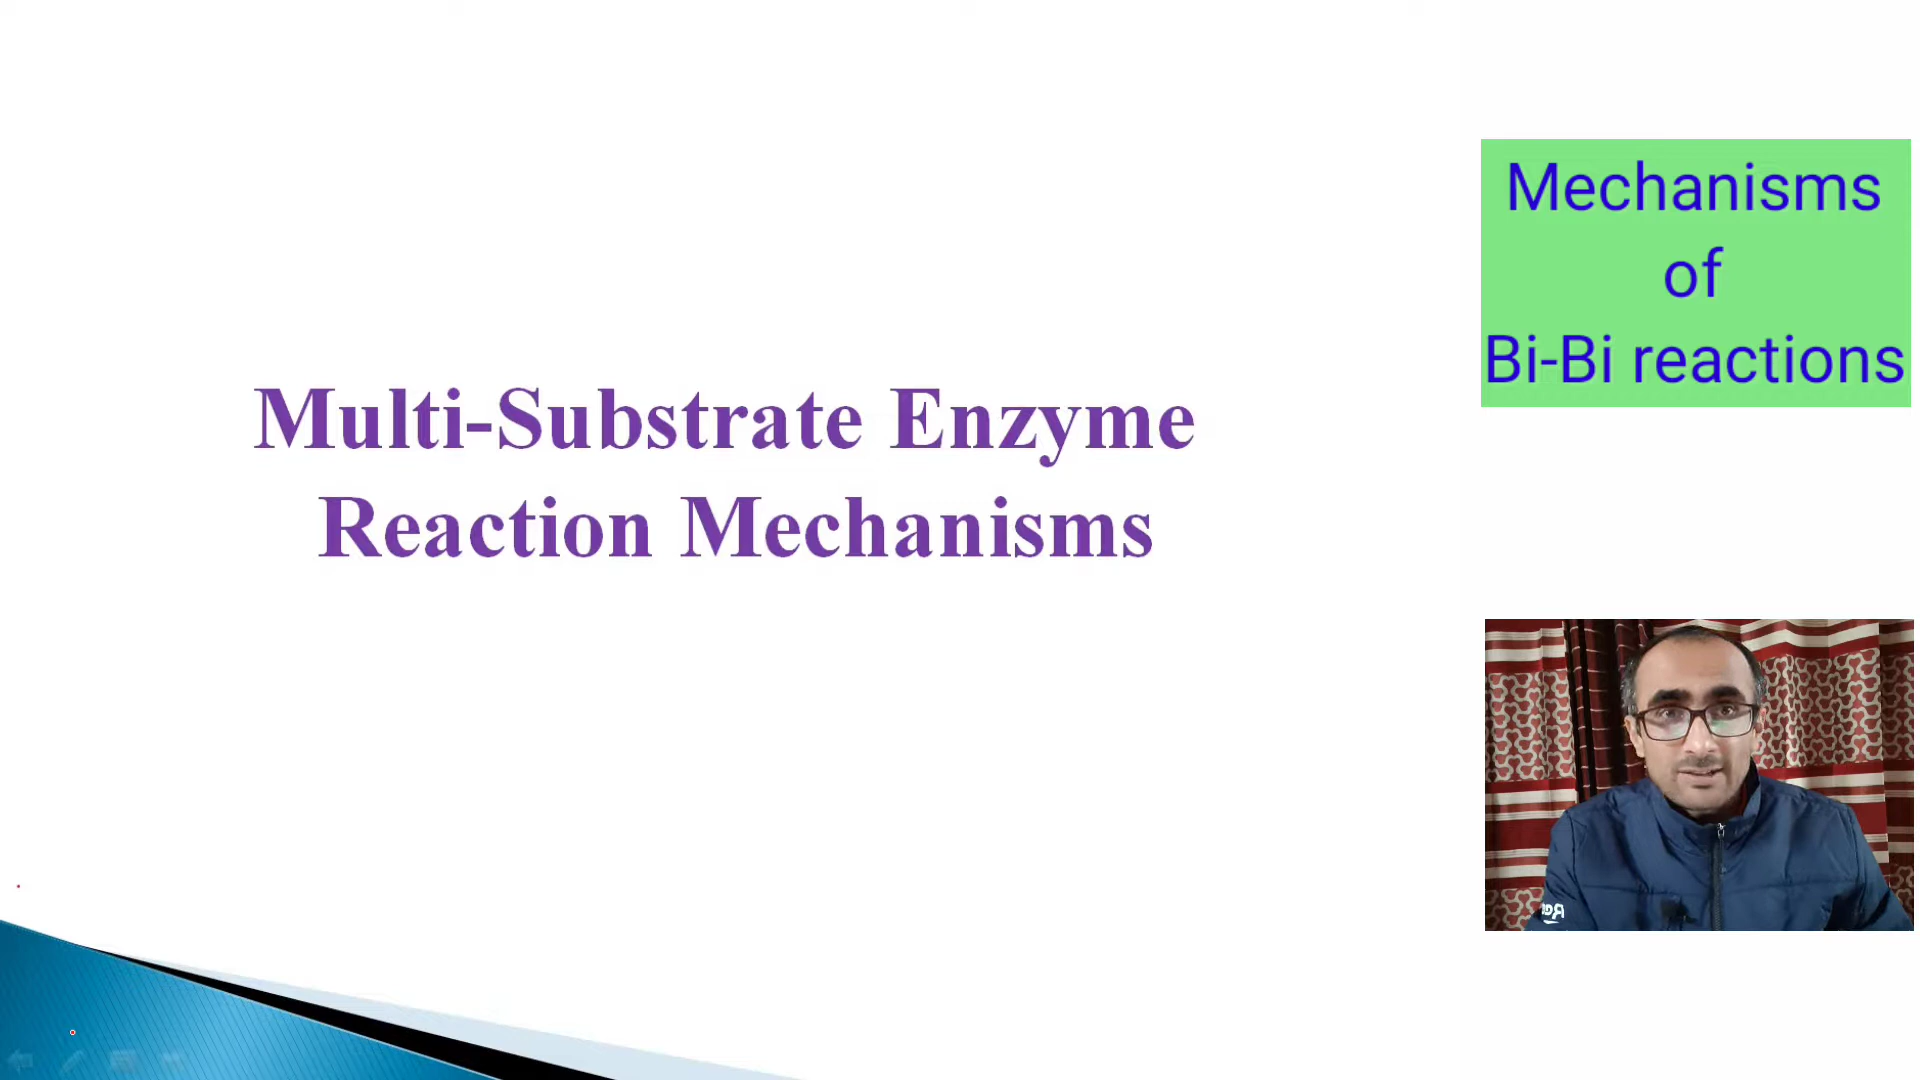 Multi-Substrate Enzyme
Reaction Mechanisms
Mechanisms
of
Bi-Bi reactions